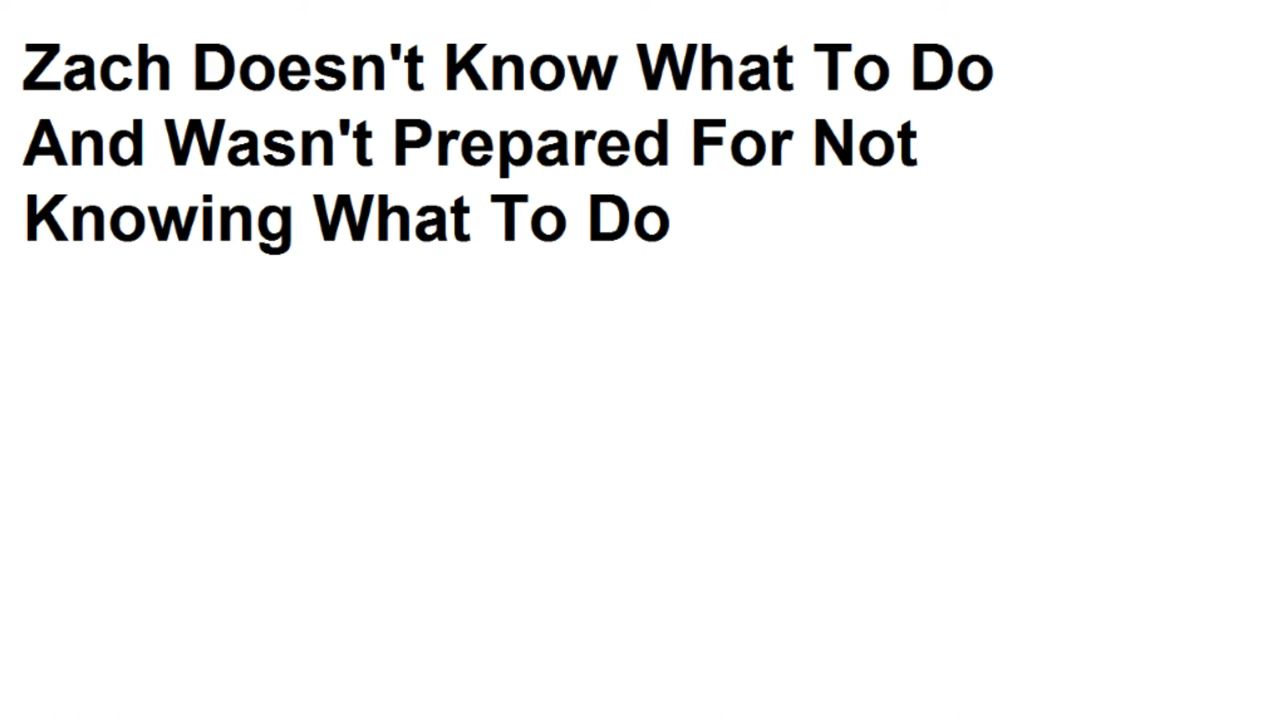 Zach Doesn't Know What To Do
And Wasn't Prepared For Not
Knowing What To Do